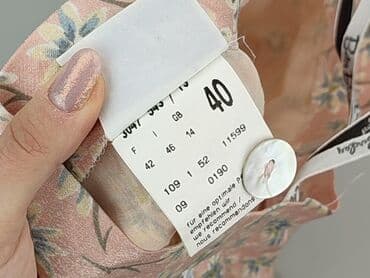 40
F I GB
42 46 14
109 1 52 11599
09 0190
für eine optimale
empfehlen wir
we recommend /
nous recommandons